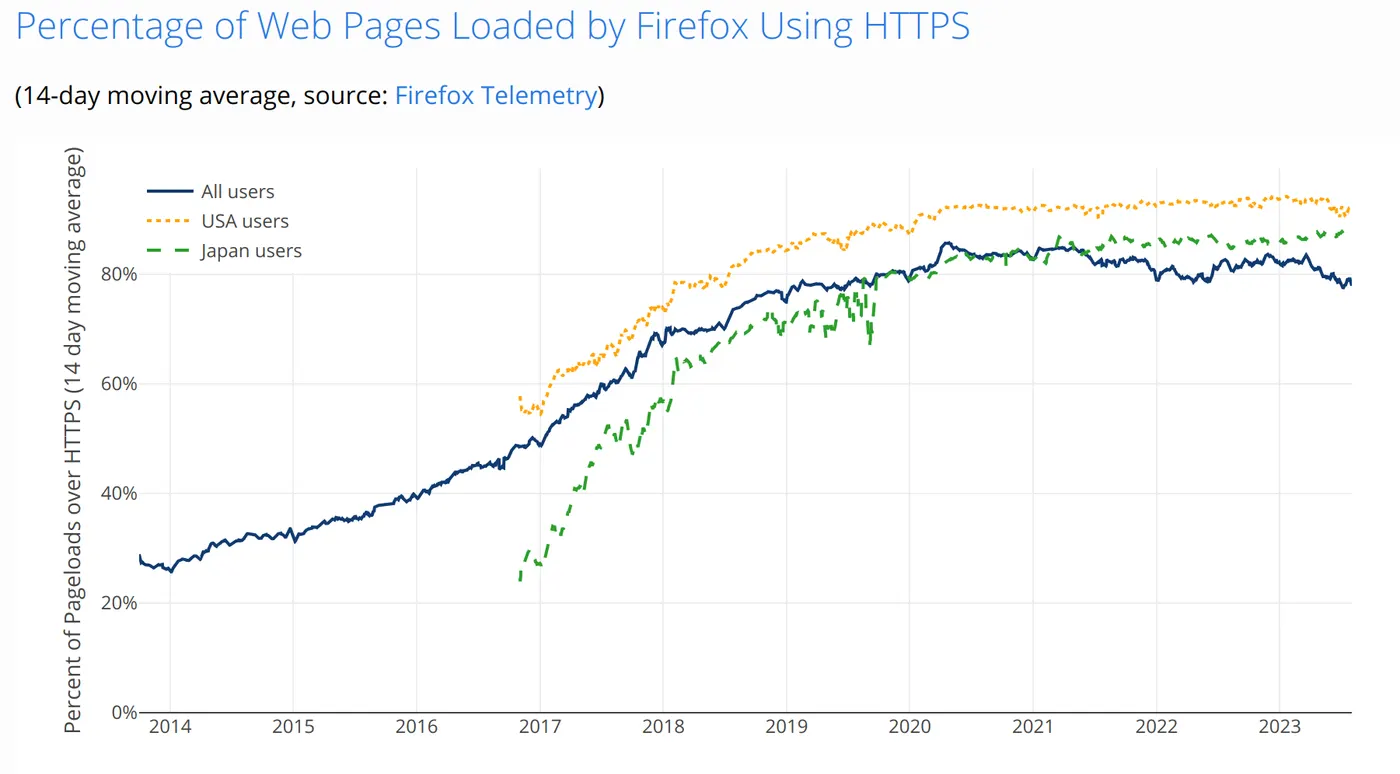 Percentage of Web Pages Loaded by Firefox Using HTTPS
(14-day moving average, source: Firefox Telemetry)
Percent of Pageloads over HTTPS (14 day moving average)
All users
USA users
Japan users
80%
60%
40%
20%
0%
2014 2015 2016 2017 2018 2019 2020 2021 2022 2023